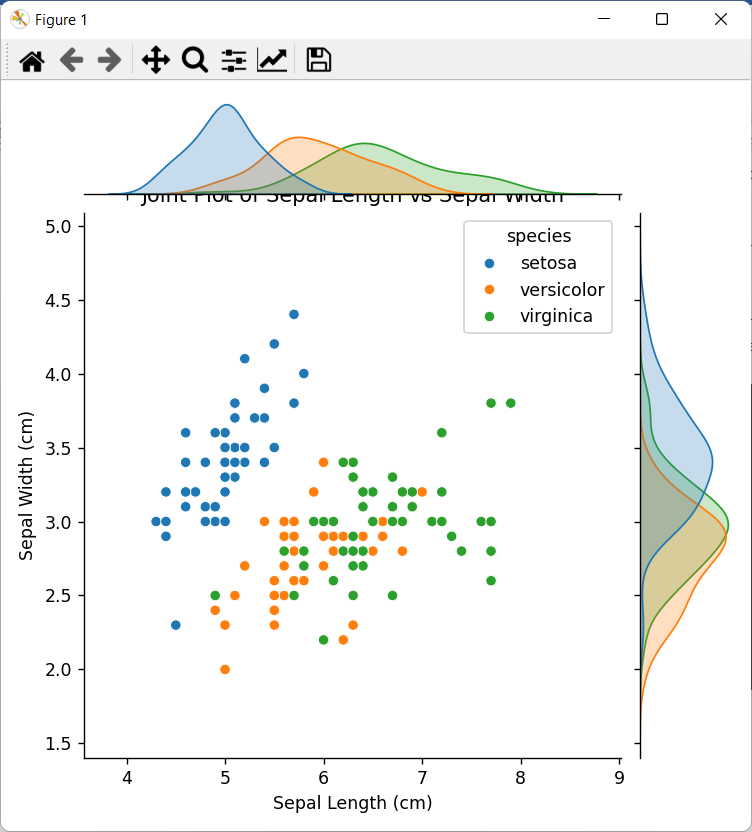 Figure 1
Joint Plot of Sepal Length vs Sepal Width
species
setosa
versicolor
virginica
5.0
4.5
4.0
3.5
3.0
2.5
2.0
1.5
Sepal Width (cm)
4 5 6 7 8 9
Sepal Length (cm)